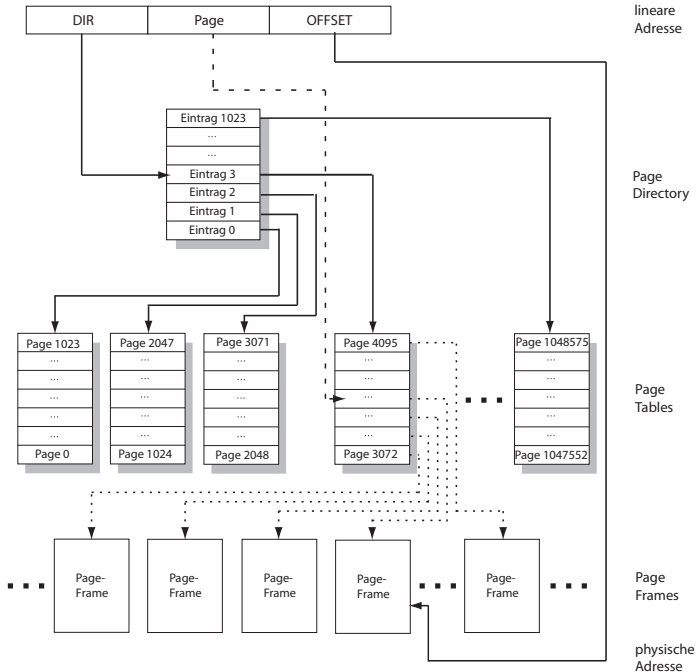 DIR
Page
OFFSET
lineare
Adresse
Eintrag 1023
...
...
Eintrag 3
Eintrag 2
Eintrag 1
Eintrag 0
Page
Directory
Page 1023
...
...
...
...
...
Page 0
Page 2047
...
...
...
...
...
Page 1024
Page 3071
...
...
...
...
...
Page 2048
Page 4095
...
...
...
...
...
Page 3072
Page 1048575
...
...
...
...
...
Page 1047552
Page
Tables
Page-
Frame
Page-
Frame
Page-
Frame
Page-
Frame
Page-
Frame
Page
Frames
physische
Adresse